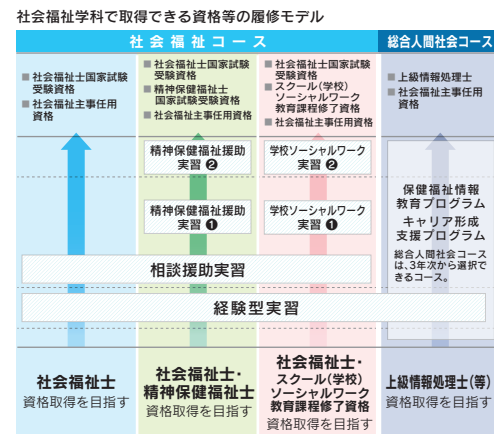 社会福祉学科で取得できる資格等の履修モデル
社会福祉コース
総合人間社会コース
■ 社会福祉士国家試験
受験資格
■ 社会福祉主事任用
資格
■ 社会福祉士国家試験
受験資格
■ 精神保健福祉士
国家試験受験資格
■ 社会福祉主事任用資格
■ 社会福祉士国家試験
受験資格
■ スクール(学校)
ソーシャルワーク
教育課程修了資格
■ 社会福祉主事任用資格
■ 上級情報処理士
■ 社会福祉主事任用
資格
精神保健福祉援助
実習 ❷
学校ソーシャルワーク
実習 ❷
精神保健福祉援助
実習 ❶
学校ソーシャルワーク
実習 ❶
保健福祉情報
教育プログラム
キャリア形成
支援プログラム
総合人間社会コース
は、3年次から選択で
きるコース。
相談援助実習
経験型実習
社会福祉士
資格取得を目指す
社会福祉士・
精神保健福祉士
資格取得を目指す
社会福祉士・
スクール(学校)
ソーシャルワーク
教育課程修了資格
資格取得を目指す
上級情報処理士(等)
資格取得を目指す